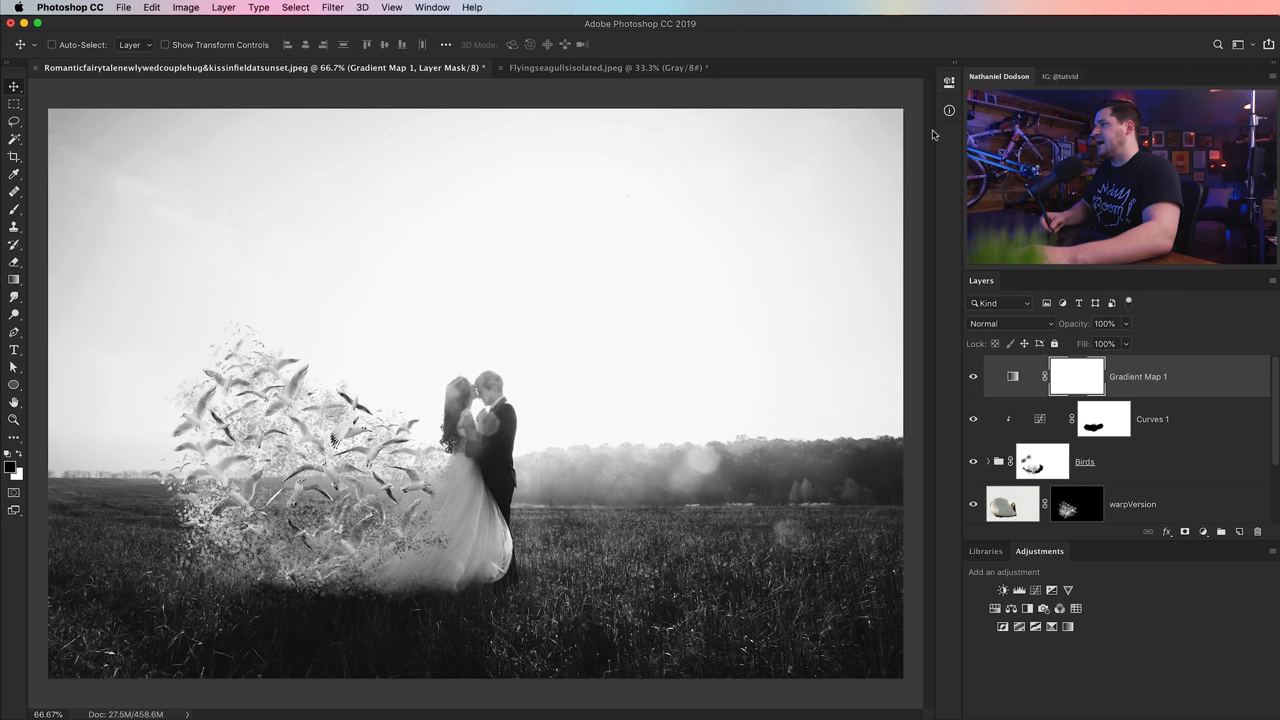 Photoshop CC File Edit Image Layer Type Select Filter 3D View Window Help
Adobe Photoshop CC 2019
Auto-Select: Layer Show Transform Controls 3D Mode:
Romanticfairytalenewlywedcouplehug&kissinfieldatsunset.jpeg @ 66.7% (Gradient Map 1, Layer Mask/8) *
Flyingseagullsisolated.jpeg @ 33.3% (Gray/8#) *
Nathaniel Dodson IG: @tutvid
Layers
Kind
Normal Opacity: 100%
Lock: Fill: 100%
Gradient Map 1
Curves 1
Birds
warpVersion
fx
Libraries Adjustments
Add an adjustment
66.67% Doc: 27.5M/458.6M